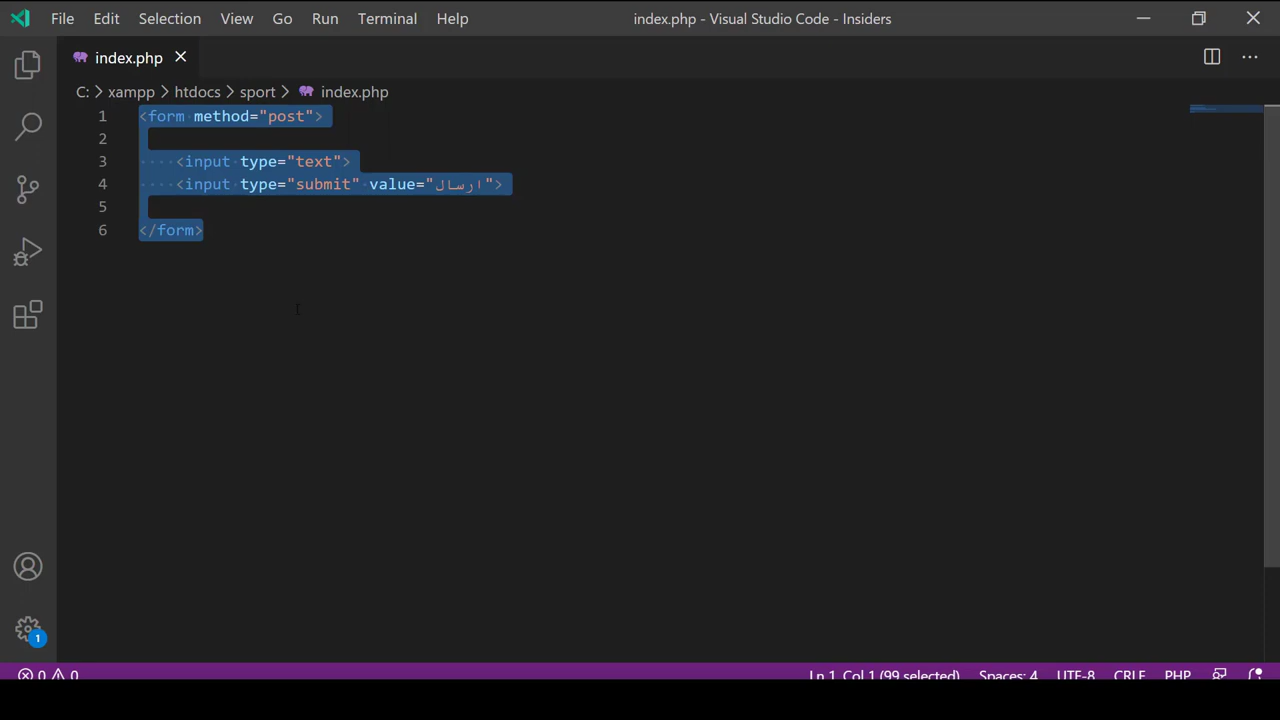 File Edit Selection View Go Run Terminal Help index.php - Visual Studio Code - Insiders
index.php
C: > xampp > htdocs > sport > index.php
1 <form method="post">
2
3 <input type="text">
4 <input type="submit" value="ارسال">
5
6 </form>
1
0 0 Ln 1, Col 1 (99 selected) Spaces: 4 UTF-8 CRLF PHP